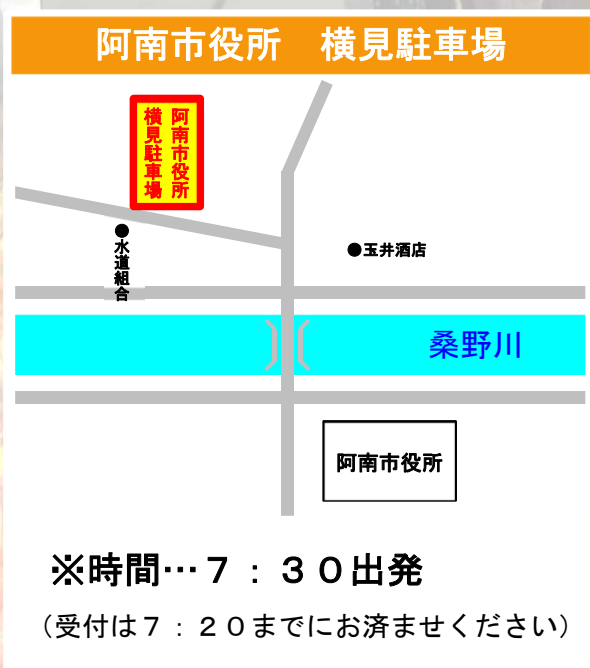 阿南市役所　横見駐車場
阿南市役所
横見駐車場
●水道組合
●玉井酒店
桑野川
阿南市役所
※時間…７：３０出発
（受付は７：２０までにお済ませください）